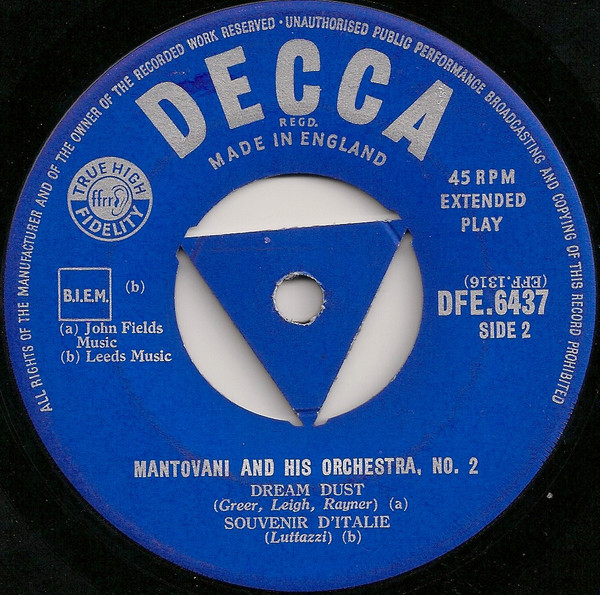 ALL RIGHTS OF THE MANUFACTURER AND OF THE OWNER OF THE RECORDED WORK RESERVED · UNAUTHORISED PUBLIC PERFORMANCE BROADCASTING AND COPYING OF THIS RECORD PROHIBITED
DECCA
REGD.
MADE IN ENGLAND
TRUE HIGH
ffrr
FIDELITY
45 RPM
EXTENDED
PLAY
B.I.E.M.
(b)
(a) John Fields
Music
(b) Leeds Music
(EFF.1316)
DFE.6437
SIDE 2
MANTOVANI AND HIS ORCHESTRA, NO. 2
DREAM DUST
(Greer, Leigh, Rayner) (a)
SOUVENIR D'ITALIE
(Luttazzi) (b)